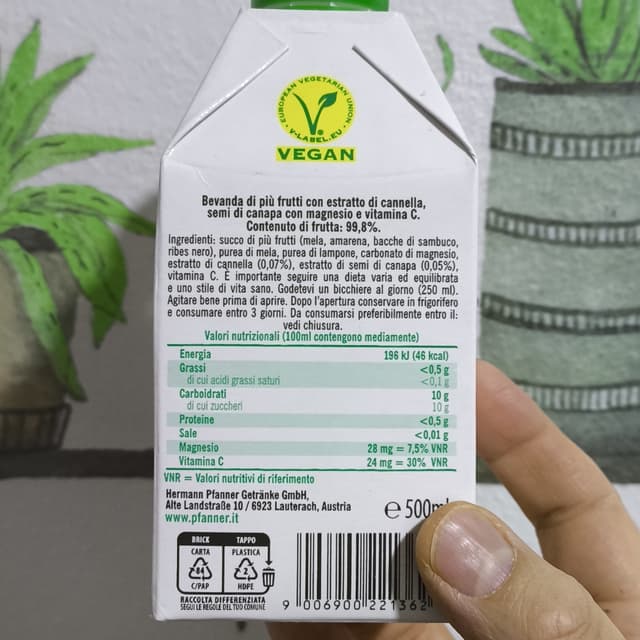 EUROPEAN VEGETARIAN UNION
V-LABEL.EU
VEGAN
Bevanda di più frutti con estratto di cannella,
semi di canapa con magnesio e vitamina C.
Contenuto di frutta: 99,8%.
Ingredienti: succo di più frutti (mela, amarena, bacche di sambuco,
ribes nero), purea di mela, purea di lampone, carbonato di magnesio,
estratto di cannella (0,07%), estratto di semi di canapa (0,05%),
vitamina C. È importante seguire una dieta varia ed equilibrata
e uno stile di vita sano. Godetevi un bicchiere al giorno (250 ml).
Agitare bene prima di aprire. Dopo l'apertura conservare in frigorifero
e consumare entro 3 giorni. Da consumarsi preferibilmente entro il:
vedi chiusura.
Valori nutrizionali (100ml contengono mediamente)
Energia 196 kJ (46 kcal)
Grassi <0,5 g
di cui acidi grassi saturi <0,1 g
Carboidrati 10 g
di cui zuccheri 10 g
Proteine <0,5 g
Sale <0,01 g
Magnesio 28 mg = 7,5% VNR
Vitamina C 24 mg = 30% VNR
VNR = Valori nutritivi di riferimento
Hermann Pfanner Getränke GmbH,
Alte Landstraße 10 / 6923 Lauterach, Austria
www.pfanner.it
℮ 500ml
BRICK TAPPO
CARTA PLASTICA
84 2
C/PAP HDPE
RACCOLTA DIFFERENZIATA
SEGUI LE REGOLE DEL TUO COMUNE
9 006900 221362